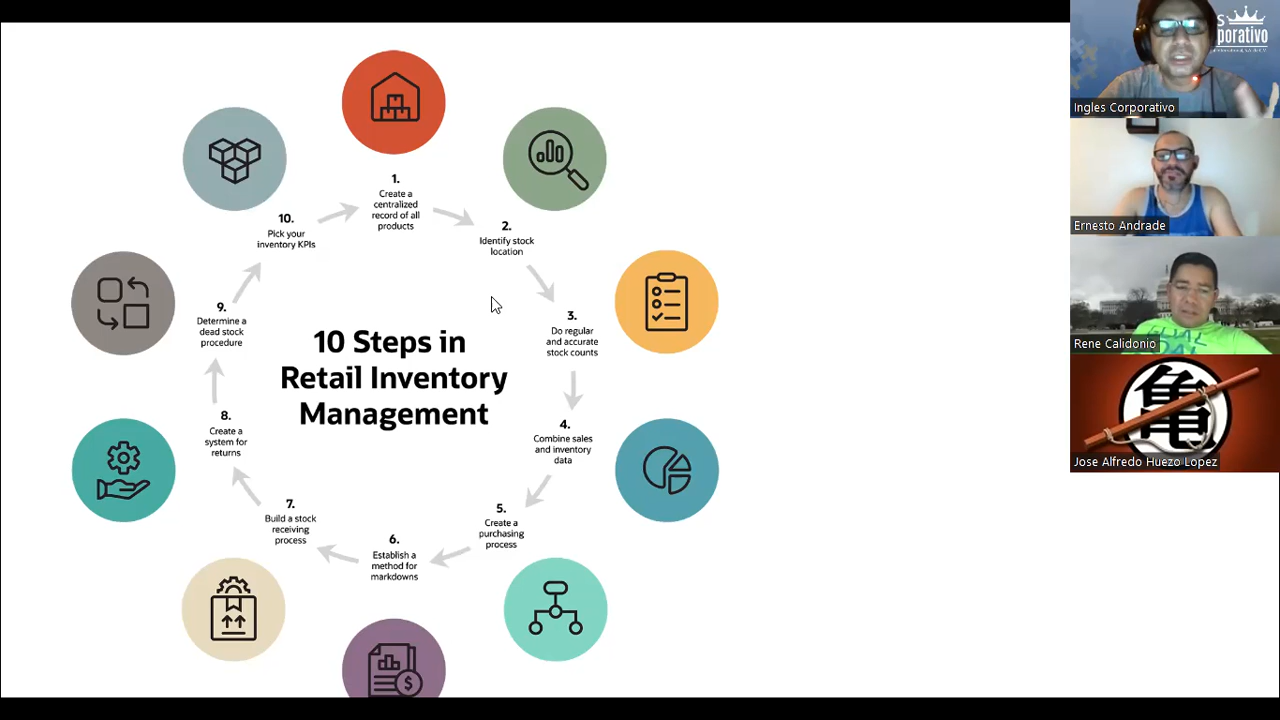 1.
Create a
centralized
record of all
products
2.
Identify stock
location
3.
Do regular
and accurate
stock counts
4.
Combine sales
and inventory
data
5.
Create a
purchasing
process
6.
Establish a
method for
markdowns
7.
Build a stock
receiving
process
8.
Create a
system for
returns
9.
Determine a
dead stock
procedure
10.
Pick your
inventory KPIs
10 Steps in
Retail Inventory
Management
$
S
porativo
Ingles Corporativo
Ernesto Andrade
Rene Calidonio
亀
Jose Alfredo Huezo Lopez